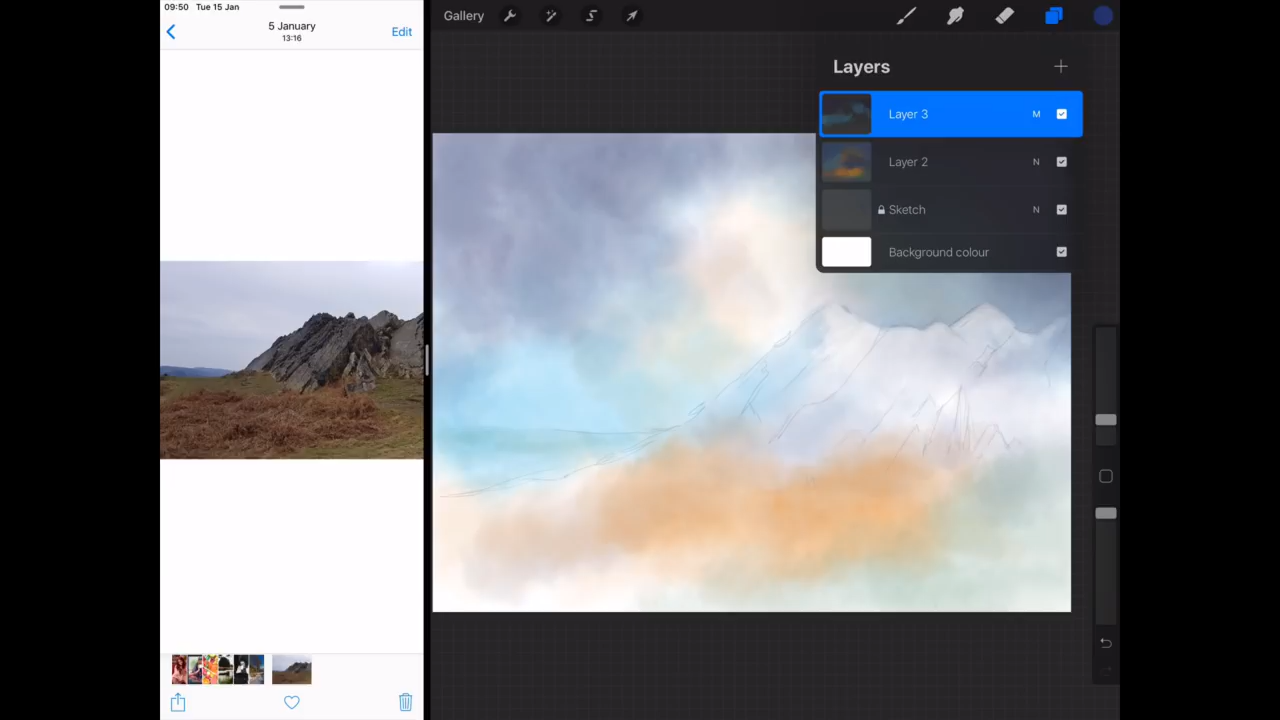 09:50 Tue 15 Jan
5 January
13:16
Edit
Gallery
Layers
Layer 3 M
Layer 2 N
Sketch N
Background colour